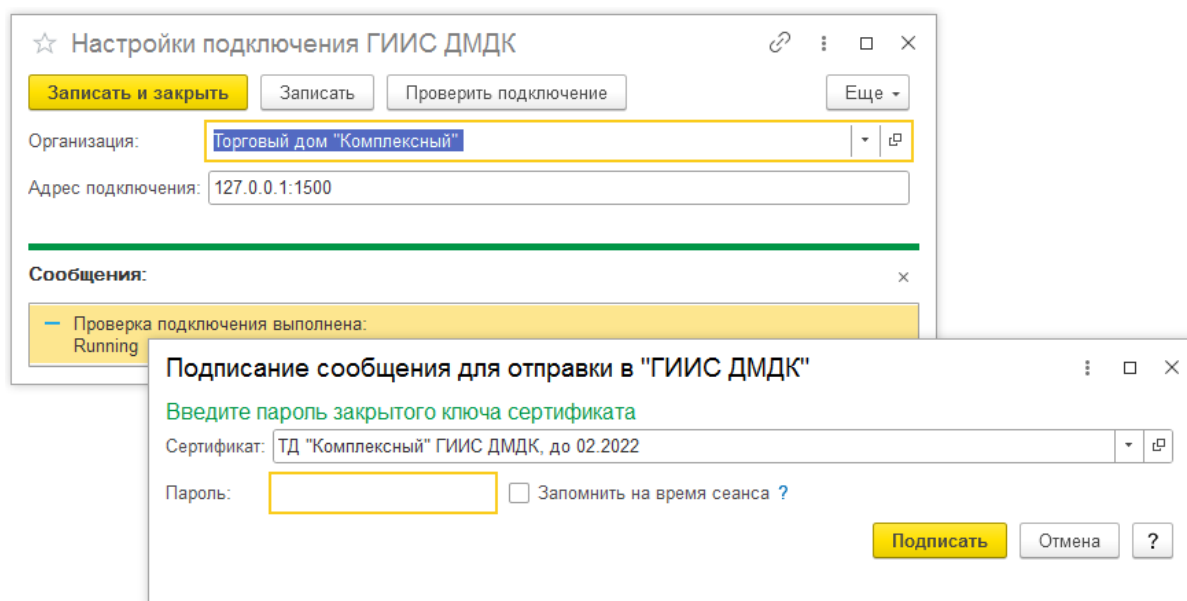 Настройки подключения ГИИС ДМДК
Записать и закрыть Записать Проверить подключение Еще
Организация: Торговый дом "Комплексный"
Адрес подключения: 127.0.0.1:1500
Сообщения:
Проверка подключения выполнена:
Running
Подписание сообщения для отправки в "ГИИС ДМДК"
Введите пароль закрытого ключа сертификата
Сертификат: ТД "Комплексный" ГИИС ДМДК, до 02.2022
Пароль: Запомнить на время сеанса ?
Подписать Отмена ?